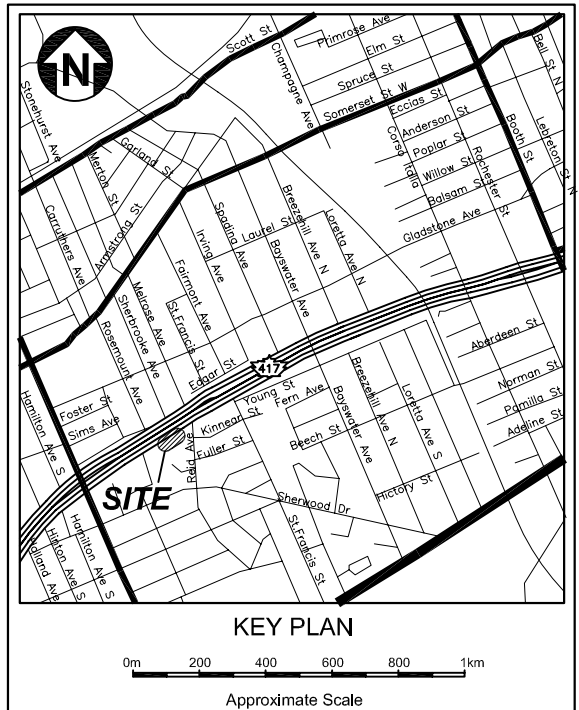 N
Scott St
Champagne Ave
Primrose Ave
Elm St
Spruce St
Somerset St W
Eccias St
Anderson St
Poplar St
Willow St
Balsam St
Gladstone Ave
Corso Italia
Rochester St
Booth St
Bell St N
Lebreton St N
Stonehurst Ave
Merton St
Garland St
Armstrong St
Carruthers Ave
Spading Ave
Laurel St
Irving Ave
Breezehill Ave N
Loretta Ave N
Bayswater Ave
Fairmont Ave
Melrose Ave
Sherbrooke Ave
Rosemount Ave
St.Francis St
Edgar St
417
Aberdeen St
Norman St
Pamilla St
Adeline St
Foster St
Sims Ave
Hamilton Ave S
Young St
Fern Ave
Kinnear St
Fuller St
Beech St
Reid Ave
Bayswater Ave
Breezehill Ave N
Loretta Ave S
Hictory St
SITE
Sherwood Dr
St.Francis St
Hamilton Ave S
Hinton Ave S
Holland Ave
KEY PLAN
0m 200 400 600 800 1km
Approximate Scale